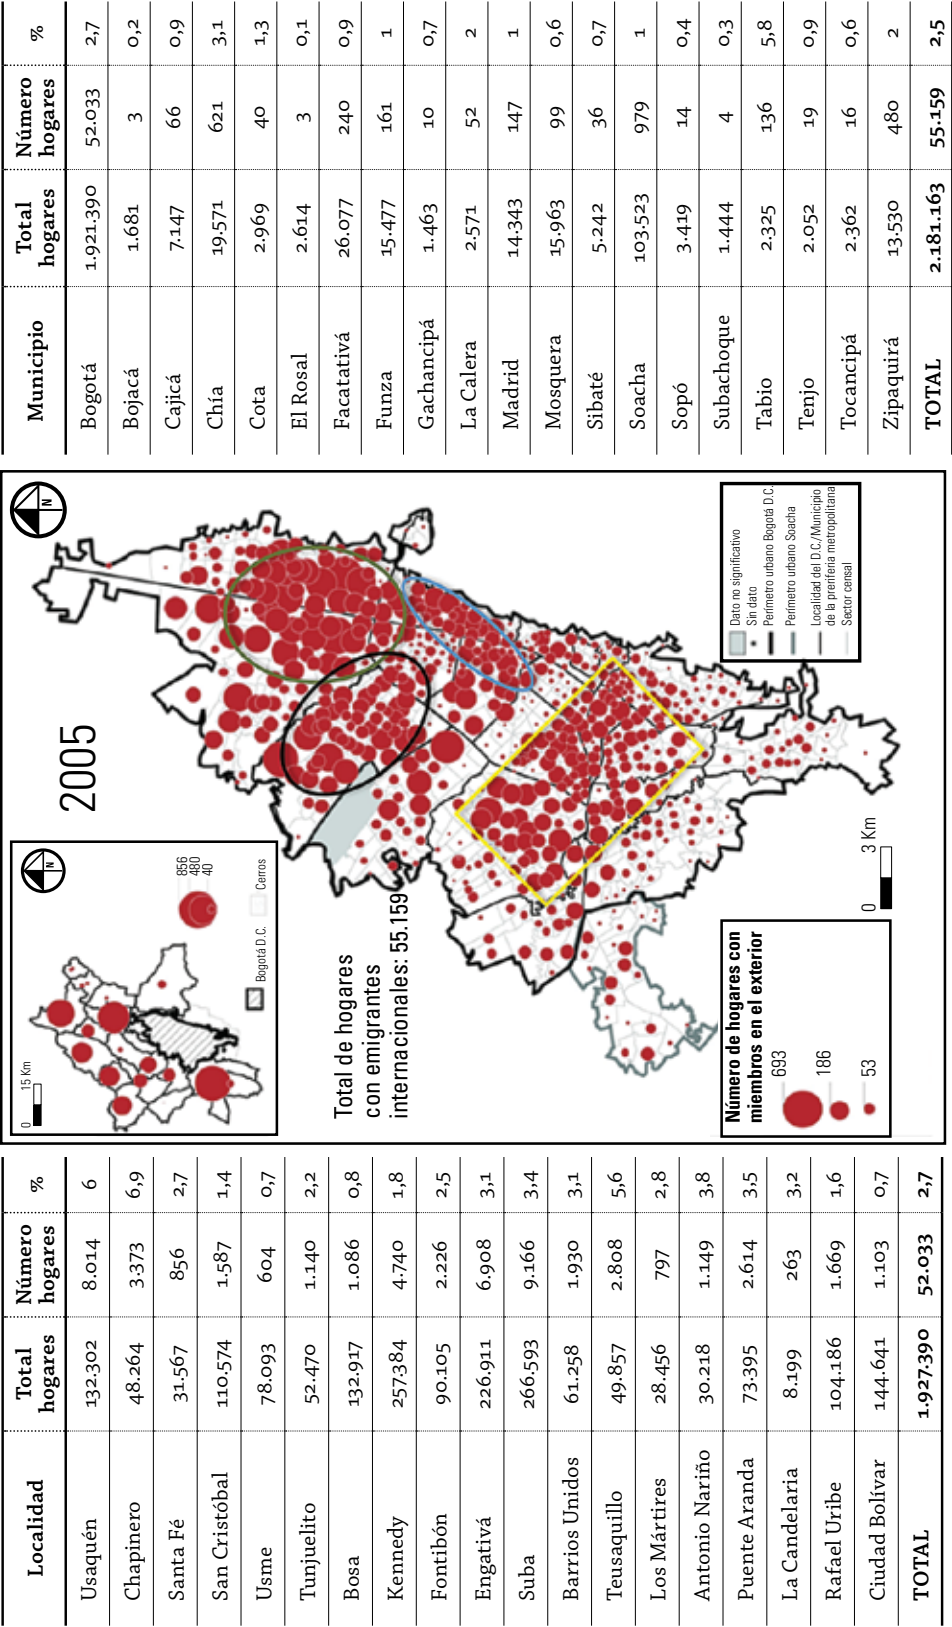 Localidad Total hogares Número hogares %
Usaquén 132.302 8.014 6
Chapinero 48.264 3.373 6,9
Santa Fé 31.567 856 2,7
San Cristóbal 110.574 1.587 1,4
Usme 78.093 604 0,7
Tunjuelito 52.470 1.140 2,2
Bosa 132.917 1.086 0,8
Kennedy 257.384 4.740 1,8
Fontibón 90.105 2.226 2,5
Engativá 226.911 6.908 3,1
Suba 266.593 9.166 3,4
Barrios Unidos 61.258 1.930 3,1
Teusaquillo 49.857 2.808 5,6
Los Mártires 28.456 797 2,8
Antonio Nariño 30.218 1.149 3,8
Puente Aranda 73.395 2.614 3,5
La Candelaria 8.199 263 3,2
Rafael Uribe 104.186 1.669 1,6
Ciudad Bolívar 144.641 1.103 0,7
TOTAL 1.927.390 52.033 2,7
0 15 Km
N
856
480
40
Bogotá D.C.
Cerros
2005
N
Total de hogares
con emigrantes
internacionales: 55.159
Número de hogares con
miembros en el exterior
693
186
53
0 3 Km
Dato no significativo
Sin dato
Perímetro urbano Bogotá D.C.
Perímetro urbano Soacha
Localidad del D.C./Municipio
de la preriferia metropolitana
Sector censal
Municipio Total hogares Número hogares %
Bogotá 1.921.390 52.033 2,7
Bojacá 1.681 3 0,2
Cajicá 7.147 66 0,9
Chía 19.571 621 3,1
Cota 2.969 40 1,3
El Rosal 2.614 3 0,1
Facatativá 26.077 240 0,9
Funza 15.477 161 1
Gachancipá 1.463 10 0,7
La Calera 2.571 52 2
Madrid 14.343 147 1
Mosquera 15.963 99 0,6
Sibaté 5.242 36 0,7
Soacha 103.523 979 1
Sopó 3.419 14 0,4
Subachoque 1.444 4 0,3
Tabio 2.325 136 5,8
Tenjo 2.052 19 0,9
Tocancipá 2.362 16 0,6
Zipaquirá 13.530 480 2
TOTAL 2.181.163 55.159 2,5